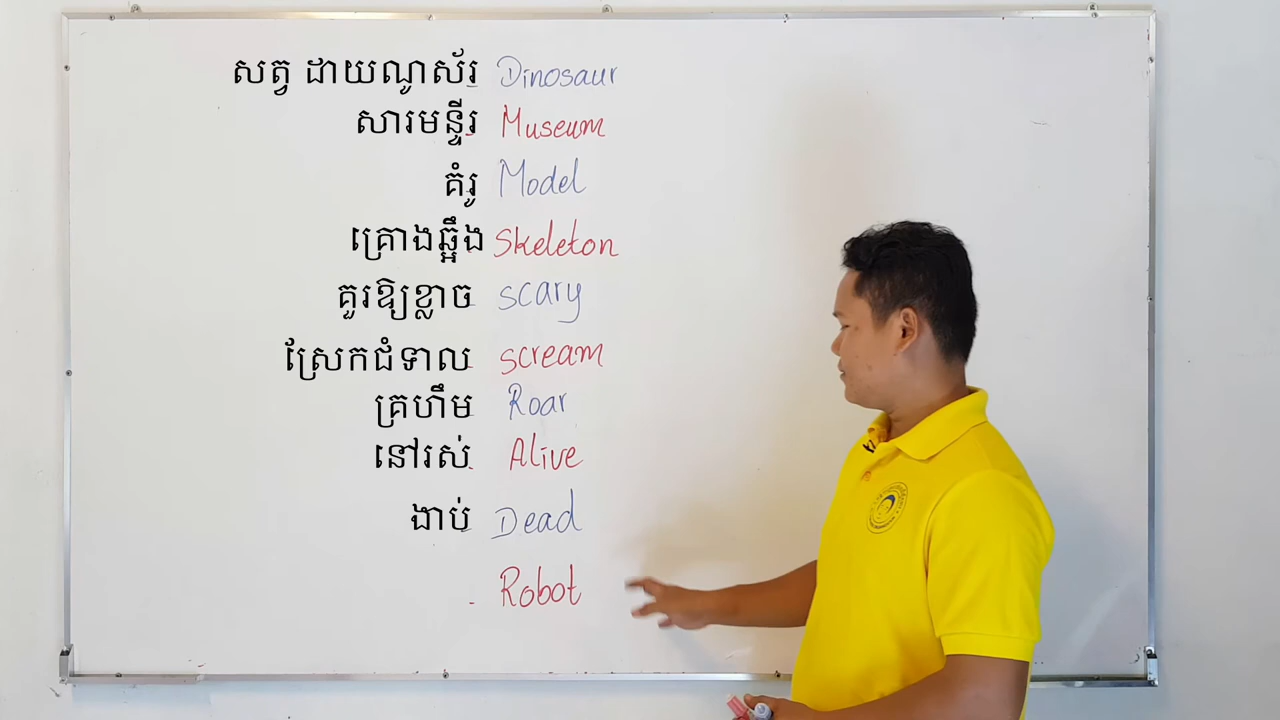 សត្វ ដាយណូស័រ Dinosaur
សារមន្ទីរ Museum
គំរូ Model
គ្រោងឆ្អឹង Skeleton
គួរឱ្យខ្លាច scary
ស្រែកជំទាល scream
គ្រហឹម Roar
នៅរស់ Alive
ងាប់ Dead
- Robot